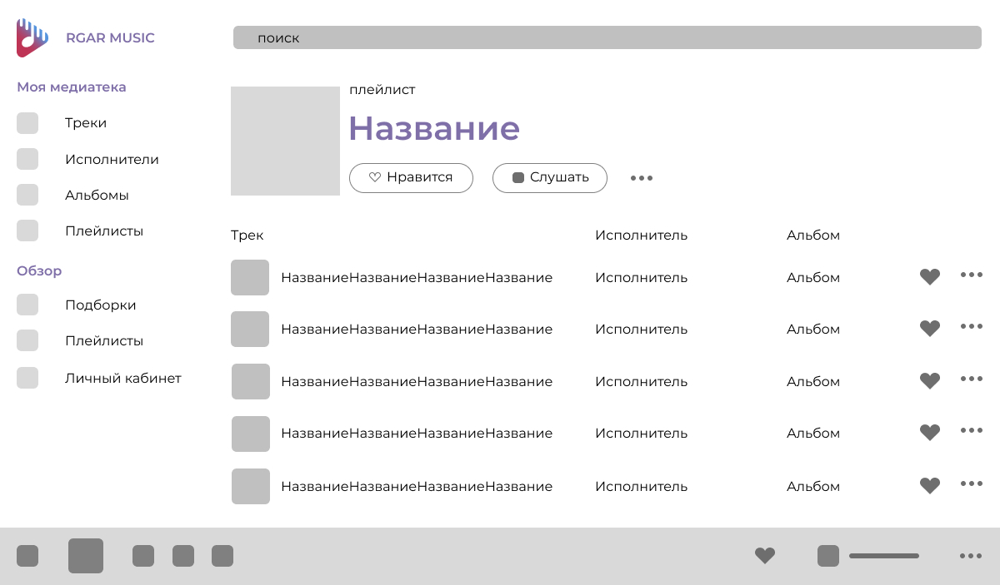 RGAR MUSIC
поиск
Моя медиатека
Треки
Исполнители
Альбомы
Плейлисты
Обзор
Подборки
Плейлисты
Личный кабинет
плейлист
Название
Нравится
Слушать
Трек Исполнитель Альбом
НазваниеНазваниеНазваниеНазвание Исполнитель Альбом
НазваниеНазваниеНазваниеНазвание Исполнитель Альбом
НазваниеНазваниеНазваниеНазвание Исполнитель Альбом
НазваниеНазваниеНазваниеНазвание Исполнитель Альбом
НазваниеНазваниеНазваниеНазвание Исполнитель Альбом